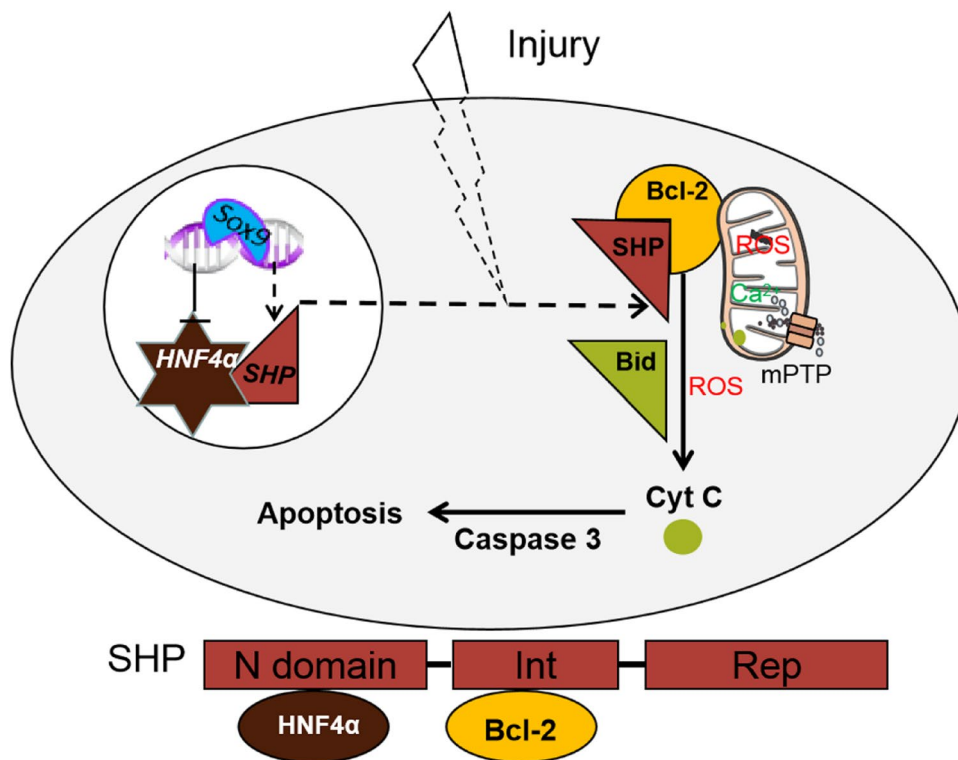 Injury
Sox9
HNF4α
SHP
Bcl-2
SHP
ROS
Ca²⁺
mPTP
Bid
ROS
Cyt C
Caspase 3
Apoptosis
SHP
N domain
Int
Rep
HNF4α
Bcl-2